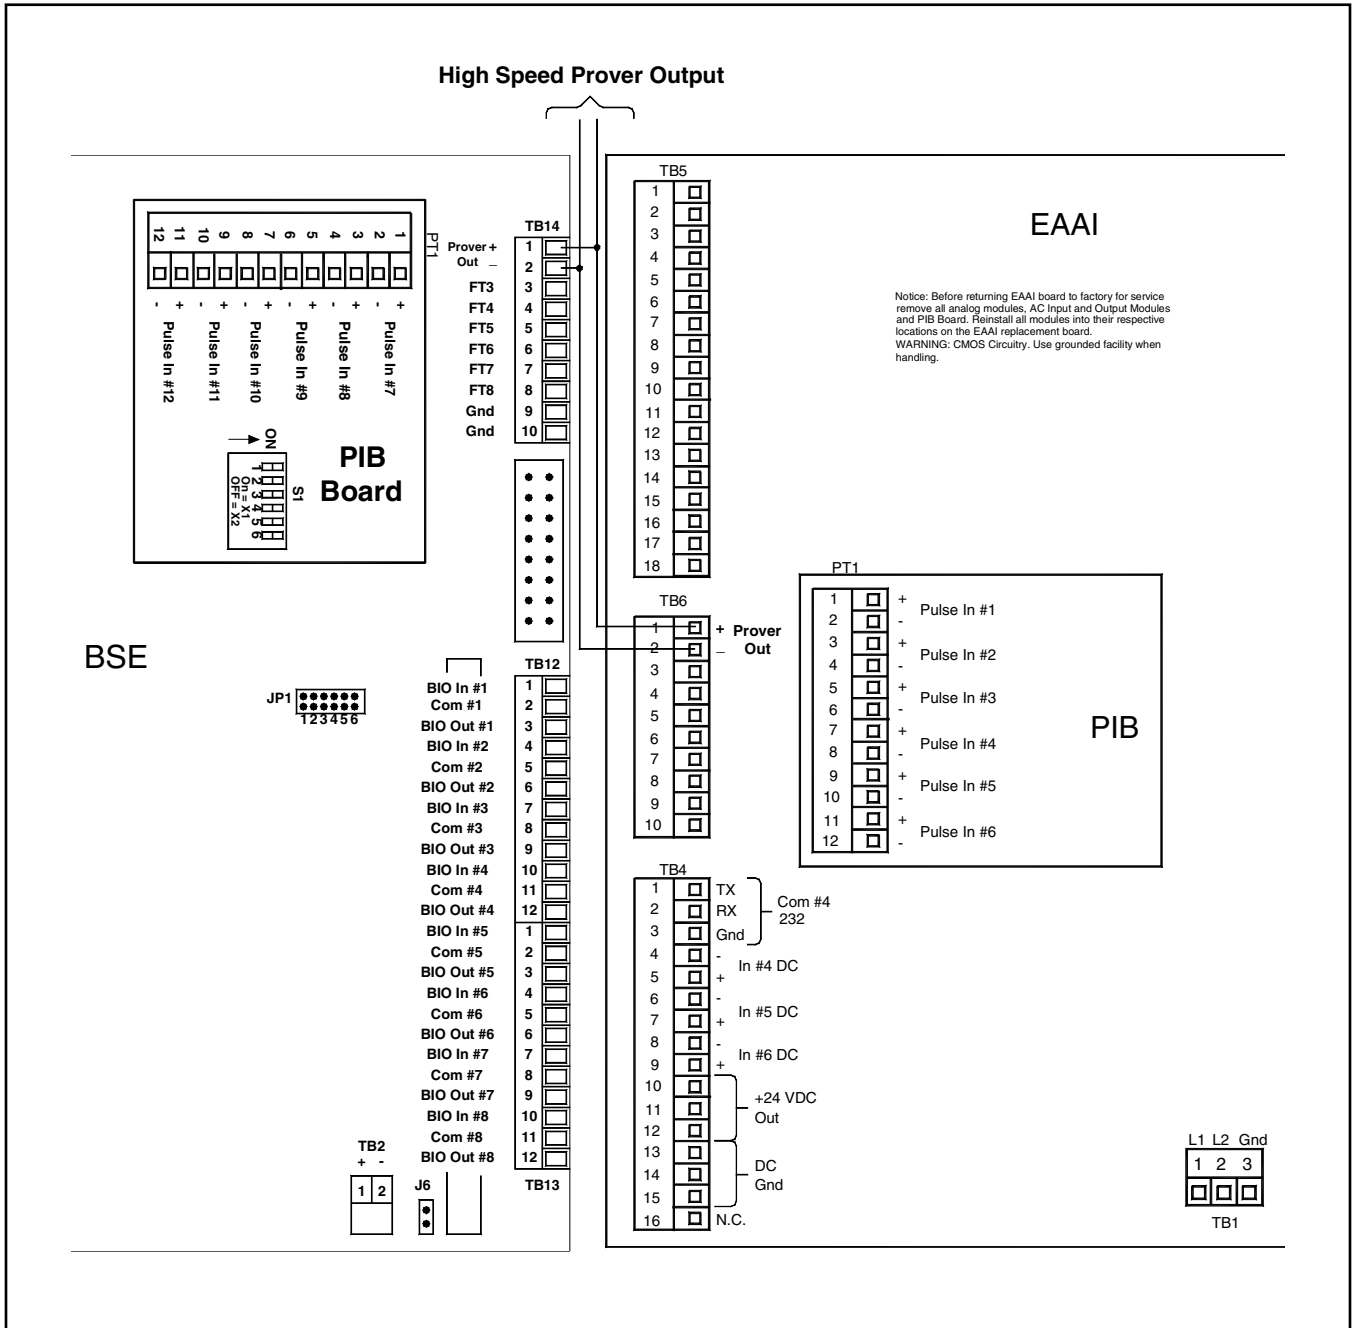 High Speed Prover Output
PT1
12 11 10 9 8 7 6 5 4 3 2 1
- + - + - + - + - + - +
Pulse In #12
Pulse In #11
Pulse In #10
Pulse In #9
Pulse In #8
Pulse In #7
ON
1 2 3 4 5 6
On = X1
OFF = X2
S1
PIB
Board
TB14
Prover + 1
Out _ 2
FT3 3
FT4 4
FT5 5
FT6 6
FT7 7
FT8 8
Gnd 9
Gnd 10
BSE
JP1
1 2 3 4 5 6
TB12
BIO In #1 1
Com #1 2
BIO Out #1 3
BIO In #2 4
Com #2 5
BIO Out #2 6
BIO In #3 7
Com #3 8
BIO Out #3 9
BIO In #4 10
Com #4 11
BIO Out #4 12
BIO In #5 1
Com #5 2
BIO Out #5 3
BIO In #6 4
Com #6 5
BIO Out #6 6
BIO In #7 7
Com #7 8
BIO Out #7 9
BIO In #8 10
Com #8 11
BIO Out #8 12
TB13
TB2
+ -
1 2
J6
TB5
1
2
3
4
5
6
7
8
9
10
11
12
13
14
15
16
17
18
EAAI
Notice: Before returning EAAI board to factory for service
remove all analog modules, AC Input and Output Modules
and PIB Board. Reinstall all modules into their respective
locations on the EAAI replacement board.
WARNING: CMOS Circuitry. Use grounded facility when
handling.
TB6
1 + Prover
2 _ Out
3
4
5
6
7
8
9
10
PT1
1 +
Pulse In #1
2 -
3 +
Pulse In #2
4 -
5 +
Pulse In #3
6 -
7 +
Pulse In #4
8 -
9 +
Pulse In #5
10 -
11 +
Pulse In #6
12 -
PIB
TB4
1 TX
2 RX
3 Gnd
Com #4
232
4 -
In #4 DC
5 +
6 -
In #5 DC
7 +
8 -
In #6 DC
9 +
10
11
12
+24 VDC
Out
13
14
15
DC
Gnd
16 N.C.
L1 L2 Gnd
1 2 3
TB1